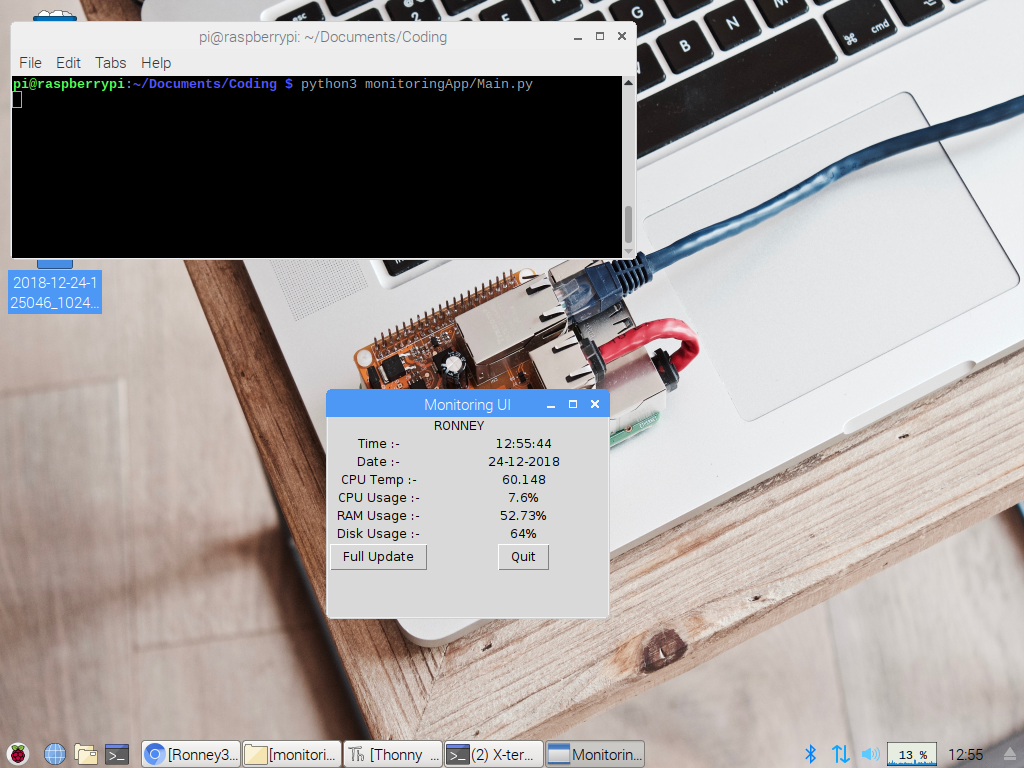 pi@raspberrypi: ~/Documents/Coding
File Edit Tabs Help
pi@raspberrypi:~/Documents/Coding $ python3 monitoringApp/Main.py
2018-12-24-1
25046_1024...
Monitoring UI
RONNEY
Time :- 12:55:44
Date :- 24-12-2018
CPU Temp :- 60.148
CPU Usage :- 7.6%
RAM Usage :- 52.73%
Disk Usage :- 64%
Full Update Quit
[Ronney3... [monitori... [Thonny ... (2) X-ter... Monitorin... 13 % 12:55
esc
2
G
B
N
M
⌘
cmd